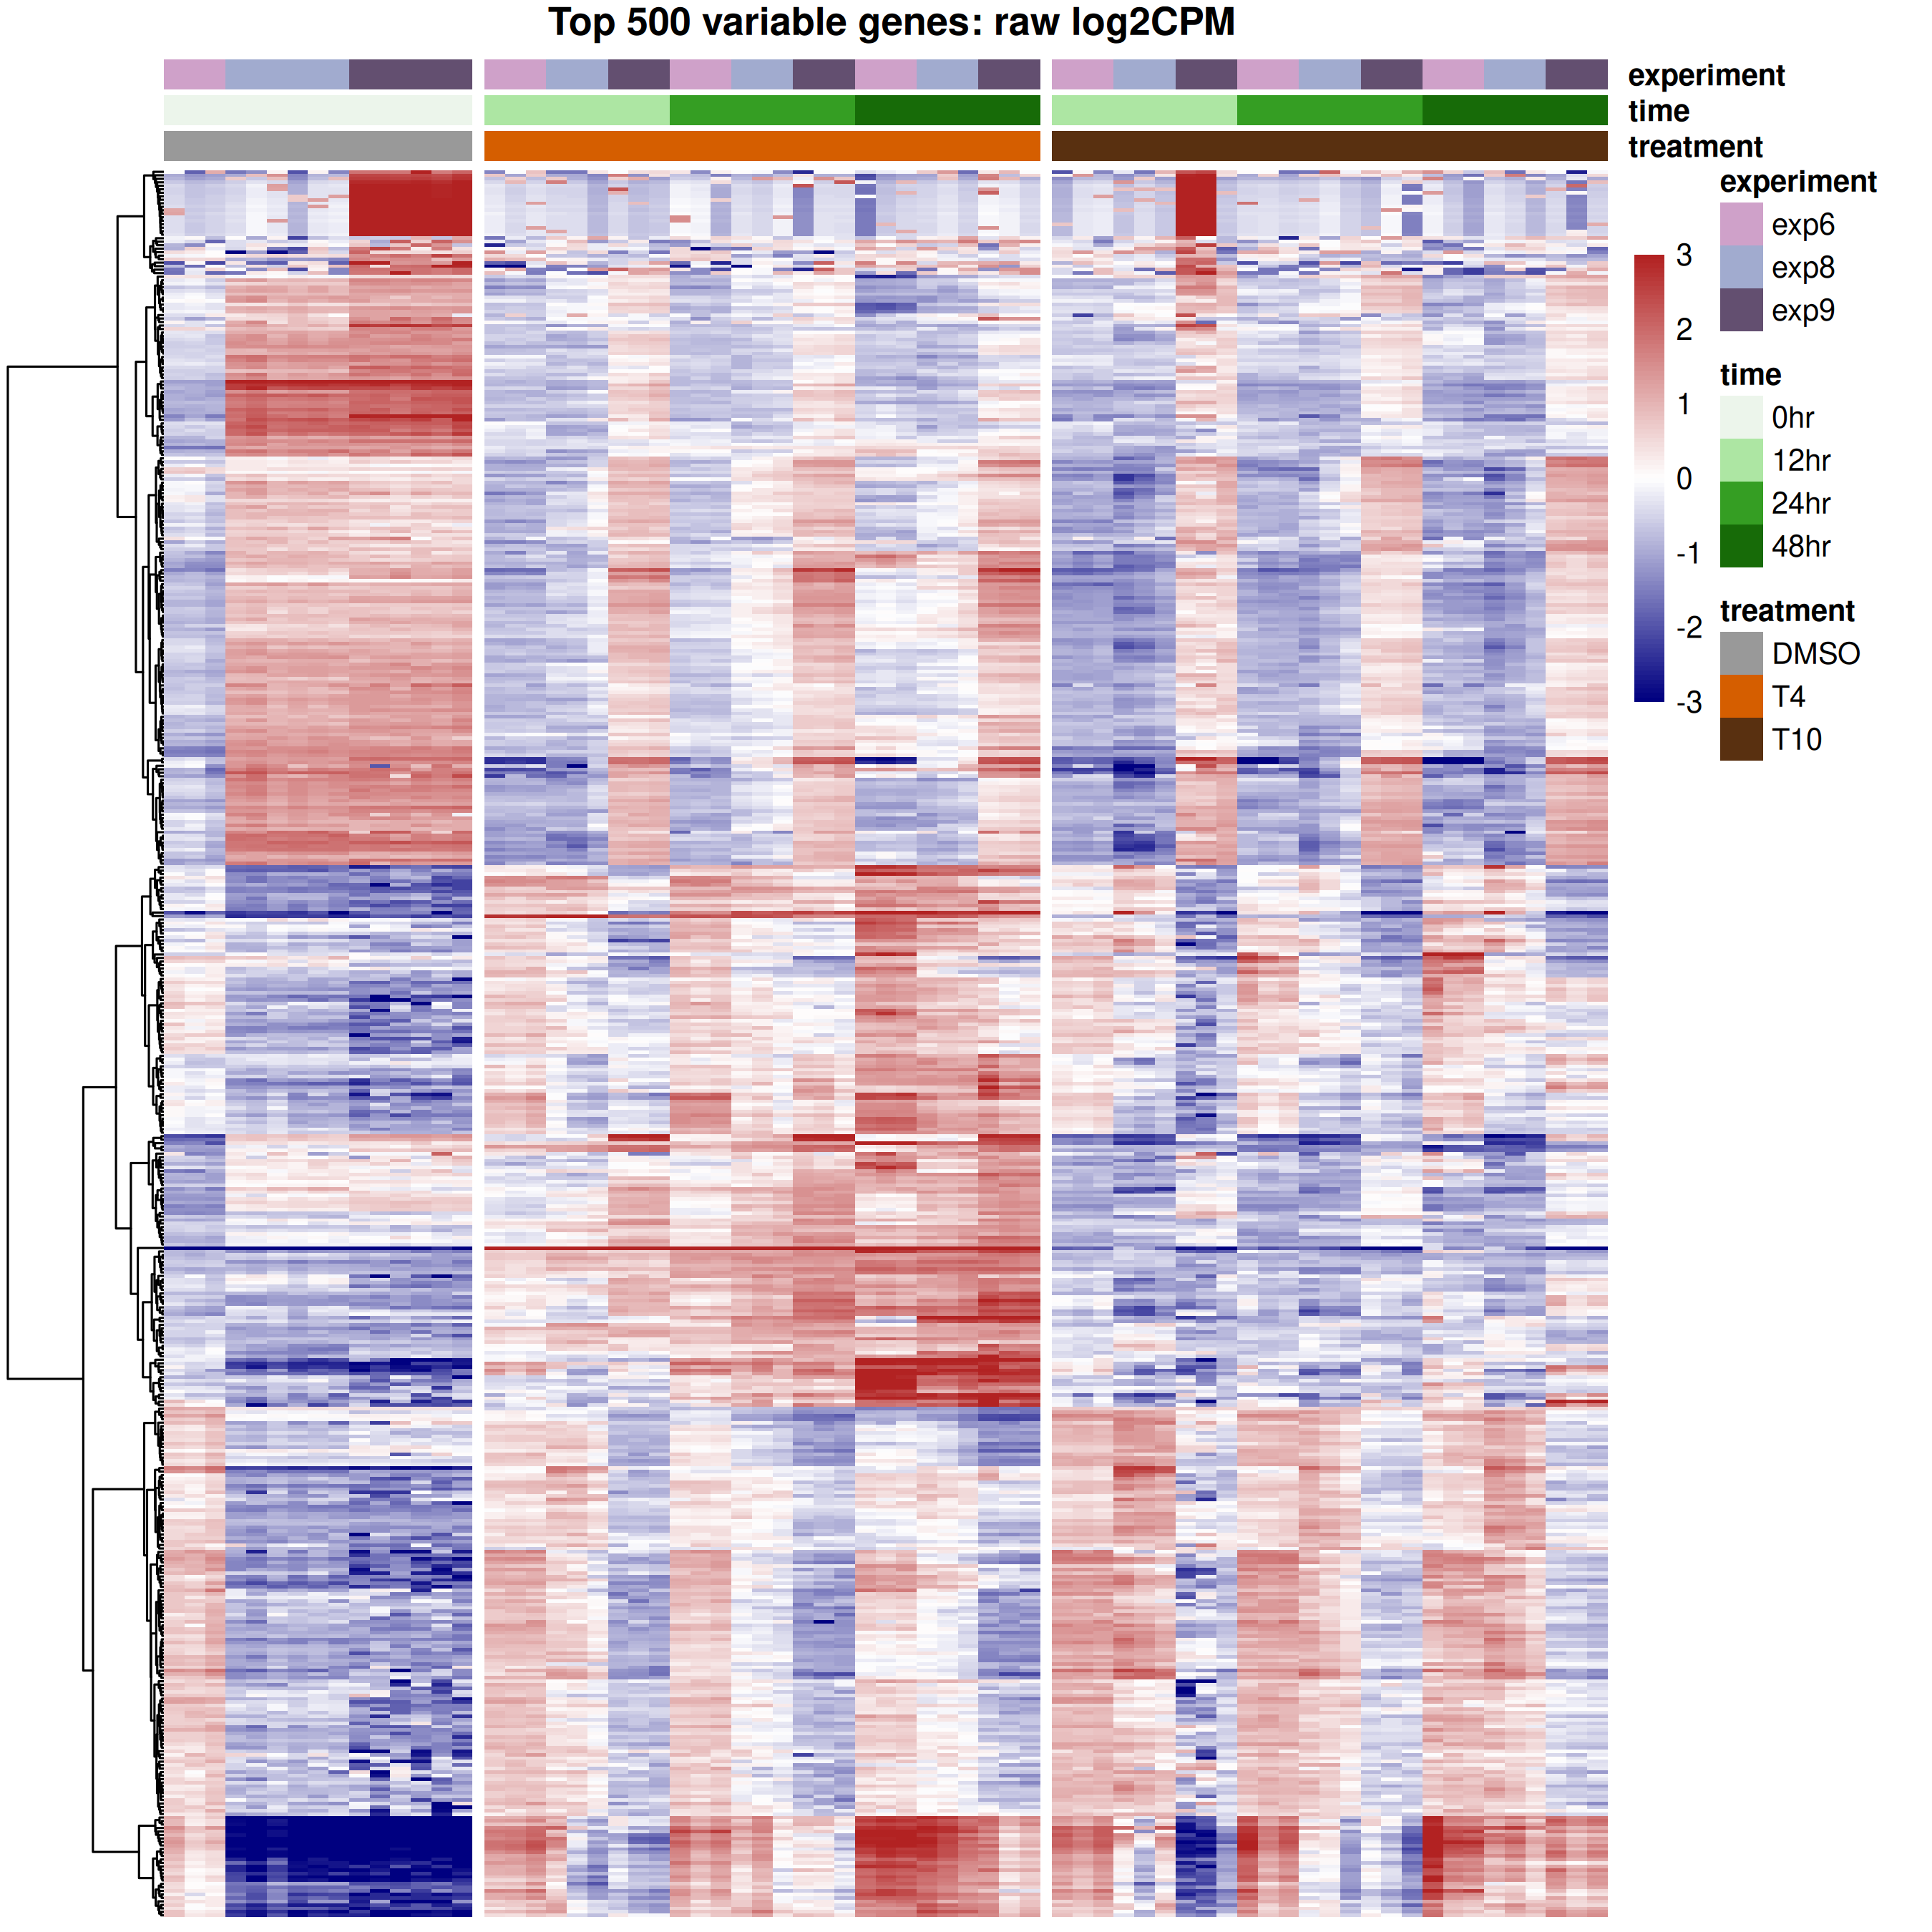 Top 500 variable genes: raw log2CPM
experiment
time
treatment
3
2
1
0
-1
-2
-3
experiment
exp6
exp8
exp9
time
0hr
12hr
24hr
48hr
treatment
DMSO
T4
T10